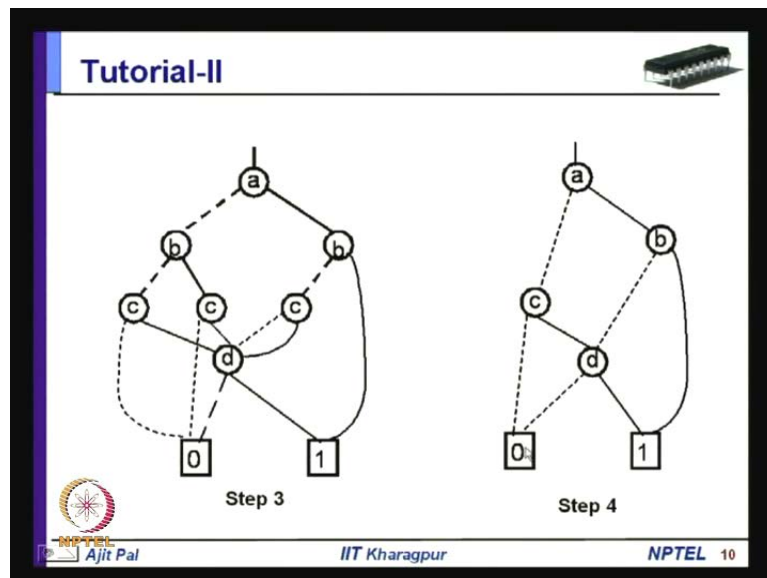 Tutorial-II
a
b
b
c
c
c
d
0
1
Step 3
a
b
c
d
0
1
Step 4
NPTEL
Ajit Pal
IIT Kharagpur
NPTEL 10